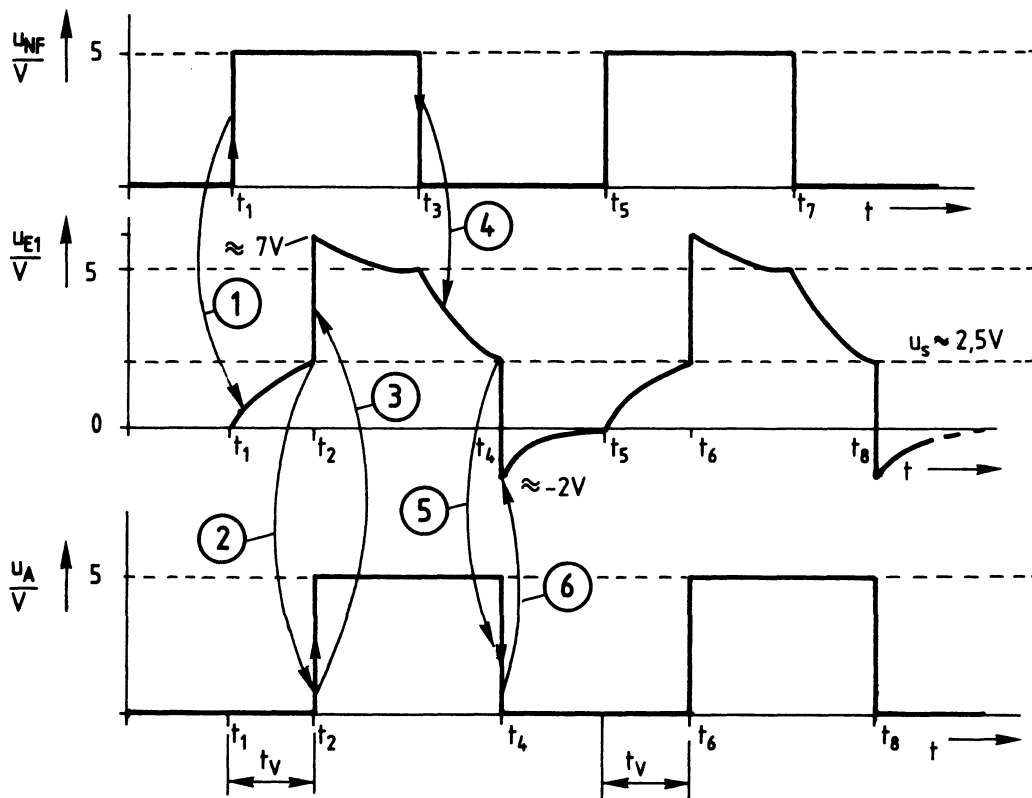 u_NF
V
5
t₁ t₃ t₅ t₇ t
u_E1
V
≈ 7V
5
4
1
u_s ≈ 2,5V
3
0
t₁ t₂ t₄ t₅ t₆ t₈ t
≈ -2V
2
5
6
u_A
V
5
t₁ t₂ t₄ t₆ t₈ t
t_V t_V